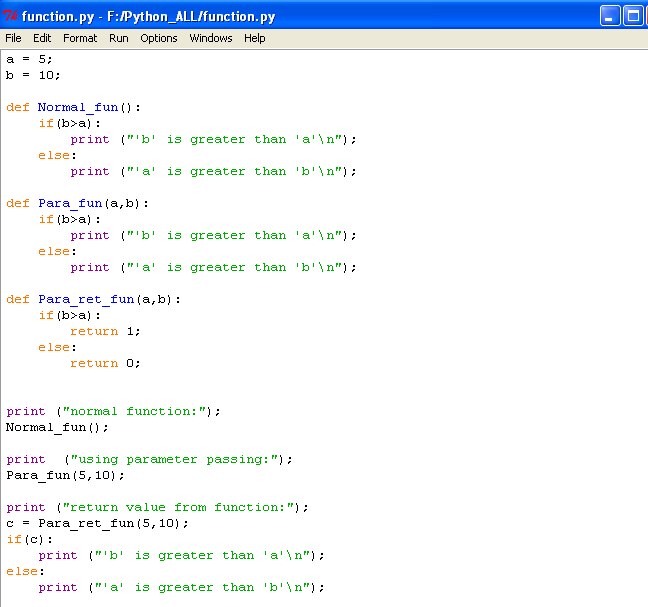 function.py - F:/Python_ALL/function.py
File Edit Format Run Options Windows Help
a = 5;
b = 10;

def Normal_fun():
    if(b>a):
        print ("'b' is greater than 'a'\n");
    else:
        print ("'a' is greater than 'b'\n");

def Para_fun(a,b):
    if(b>a):
        print ("'b' is greater than 'a'\n");
    else:
        print ("'a' is greater than 'b'\n");

def Para_ret_fun(a,b):
    if(b>a):
        return 1;
    else:
        return 0;


print ("normal function:");
Normal_fun();

print  ("using parameter passing:");
Para_fun(5,10);

print ("return value from function:");
c = Para_ret_fun(5,10);
if(c):
    print ("'b' is greater than 'a'\n");
else:
    print ("'a' is greater than 'b'\n");